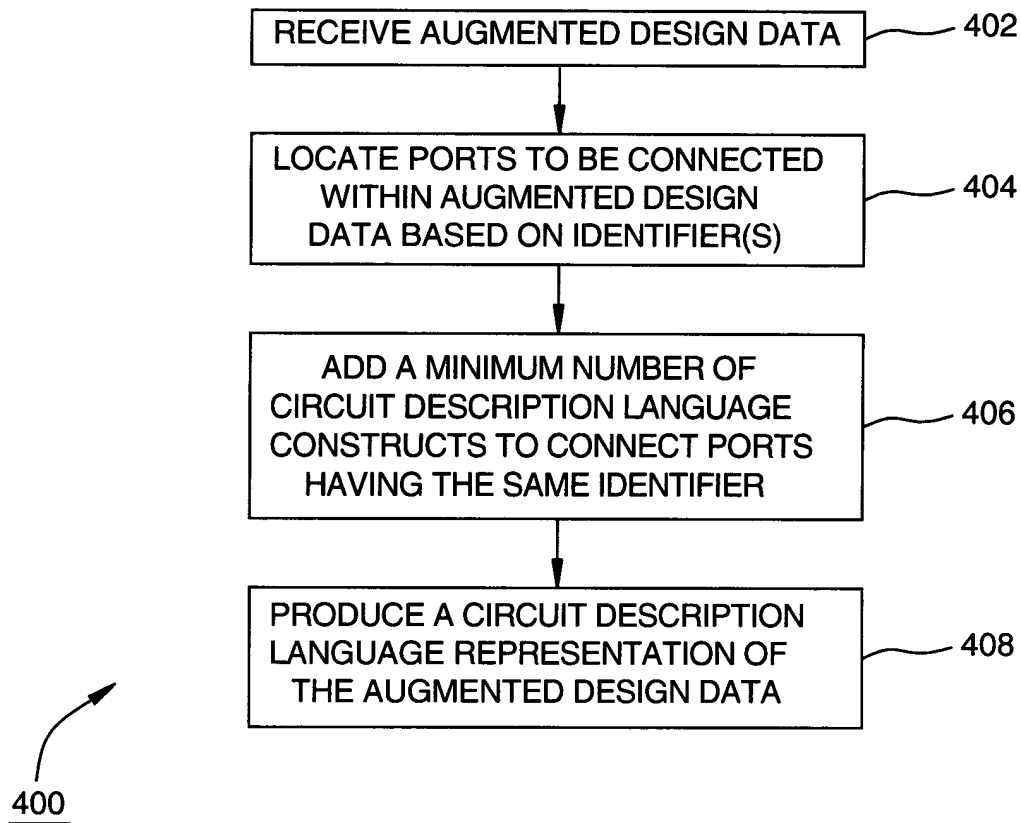 RECEIVE AUGMENTED DESIGN DATA
402
LOCATE PORTS TO BE CONNECTED
WITHIN AUGMENTED DESIGN
DATA BASED ON IDENTIFIER(S)
404
ADD A MINIMUM NUMBER OF
CIRCUIT DESCRIPTION LANGUAGE
CONSTRUCTS TO CONNECT PORTS
HAVING THE SAME IDENTIFIER
406
PRODUCE A CIRCUIT DESCRIPTION
LANGUAGE REPRESENTATION OF
THE AUGMENTED DESIGN DATA
408
400